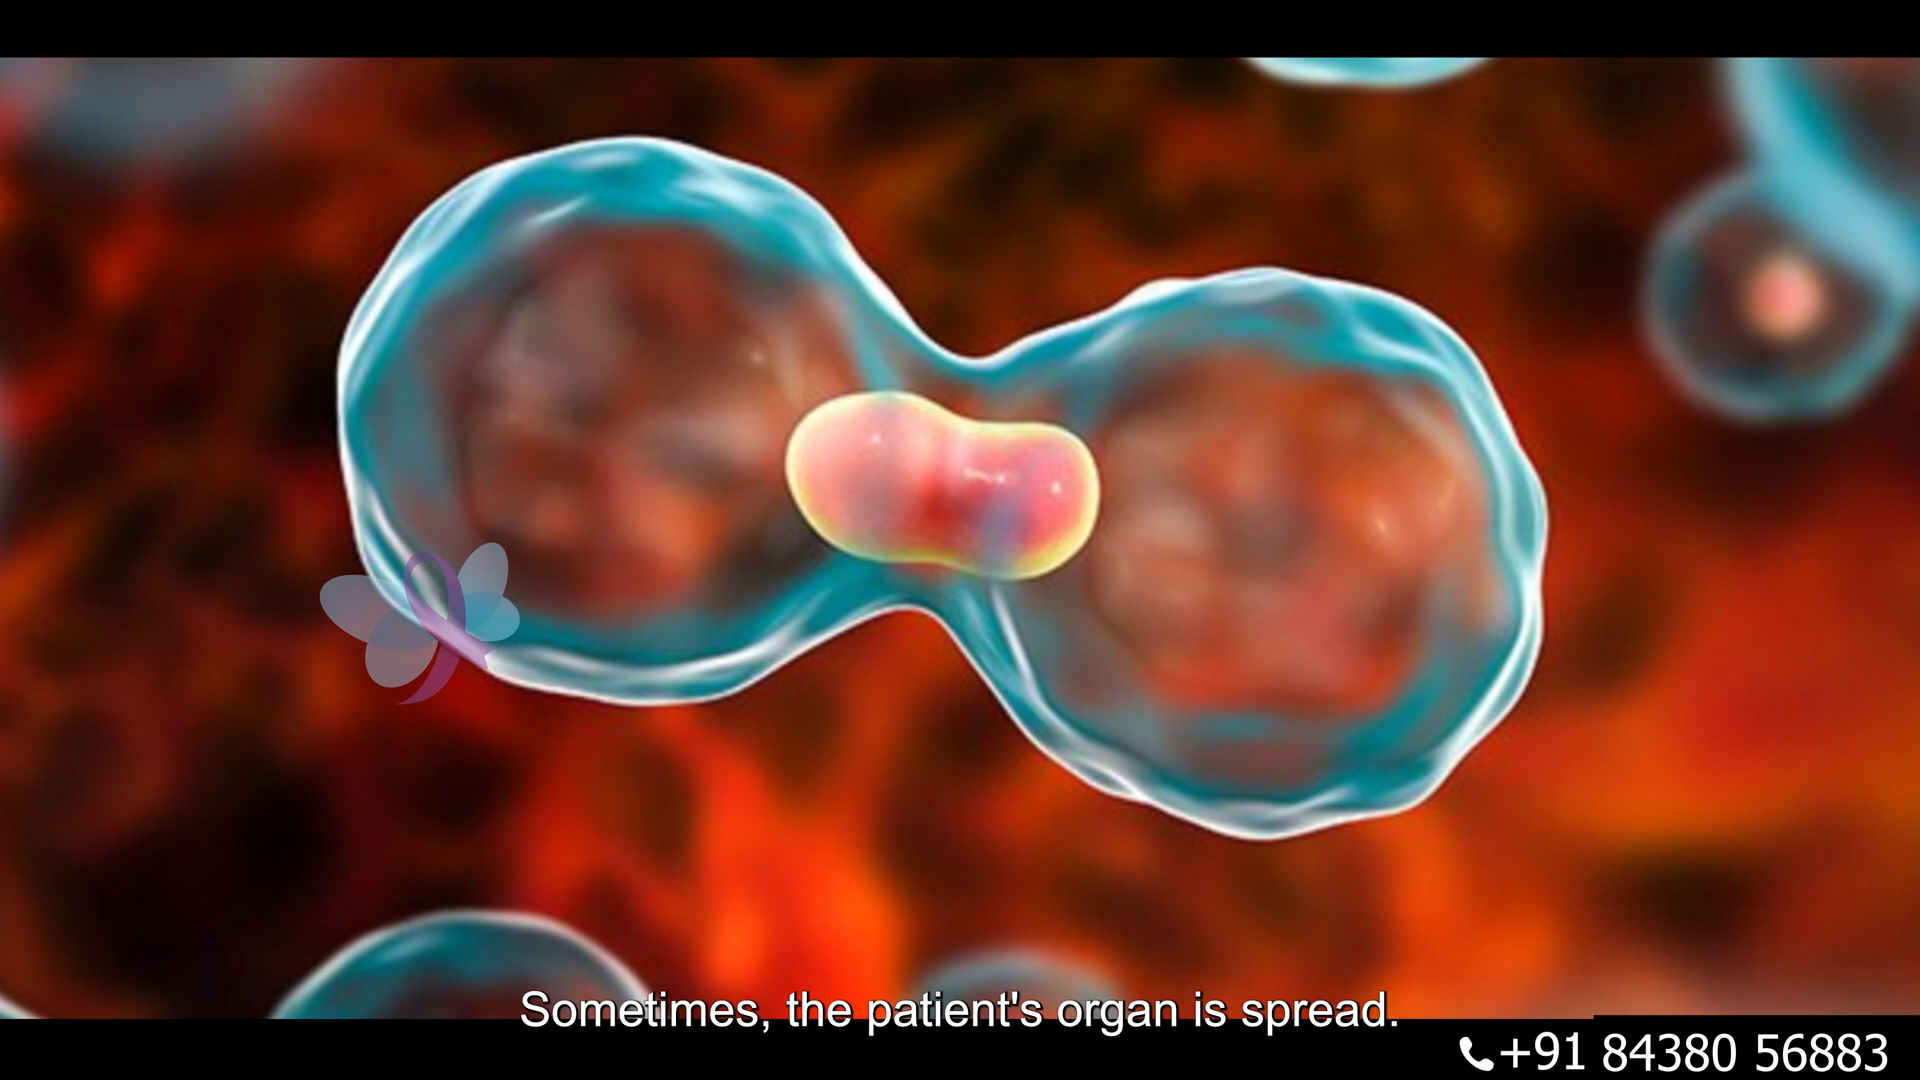 Sometimes, the patient's organ is spread.
+91 84380 56883